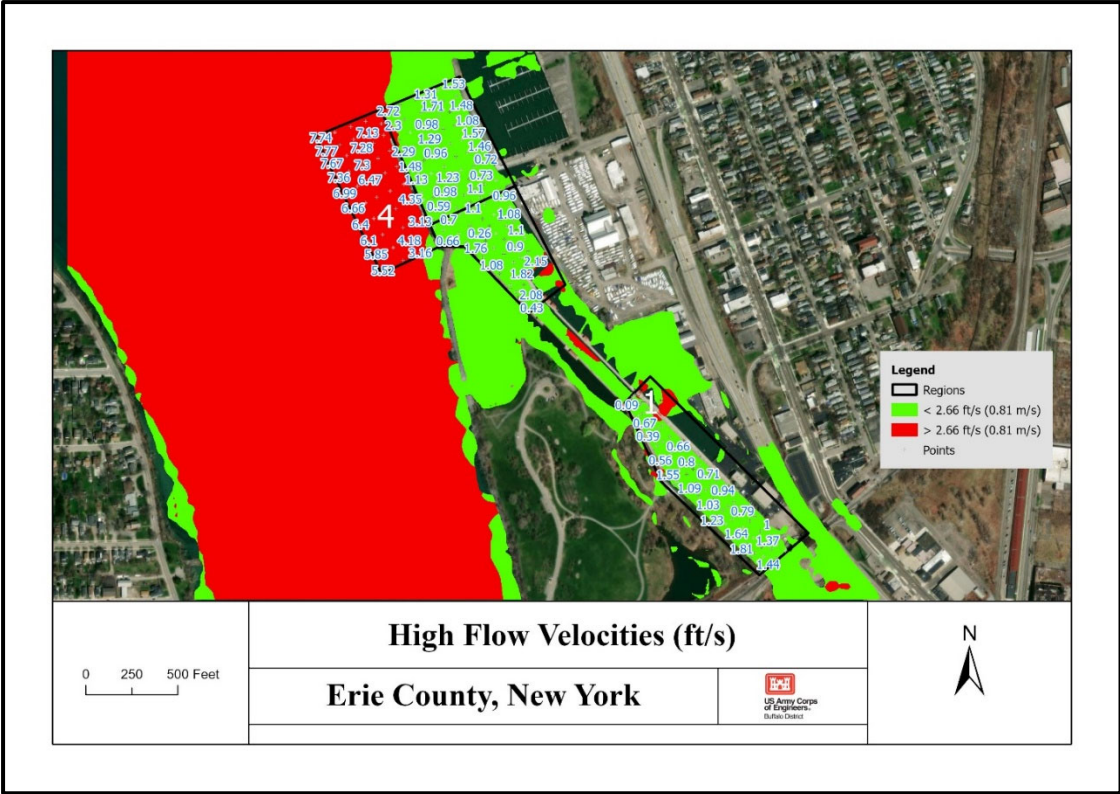 1.53
1.31
1.71 1.48
2.72
1.08
2.3 0.98
7.74 7.13 1.57
1.29
7.77 7.28 1.46
2.29 0.96
7.67 7.3 0.72
1.48
7.36 6.47 1.13 1.23 0.73
6.99 0.98 1.1
4.35 0.96
6.66 0.59 1.1
4 1.08
6.4 3.13 0.7
0.26 1.1
6.1 4.18 0.66
1.76 0.9
5.85 3.16
1.08 2.15
5.52 1.82
2.08
0.43
1
0.09
0.67
0.39
0.66
0.56 0.8
1.55 0.71
1.09 0.94
1.03
0.79
1.23
1
1.64
1.37
1.81
1.44
Legend
Regions
< 2.66 ft/s (0.81 m/s)
> 2.66 ft/s (0.81 m/s)
Points
High Flow Velocities (ft/s)
Erie County, New York
0 250 500 Feet
US Army Corps
of Engineers.
Buffalo District
N